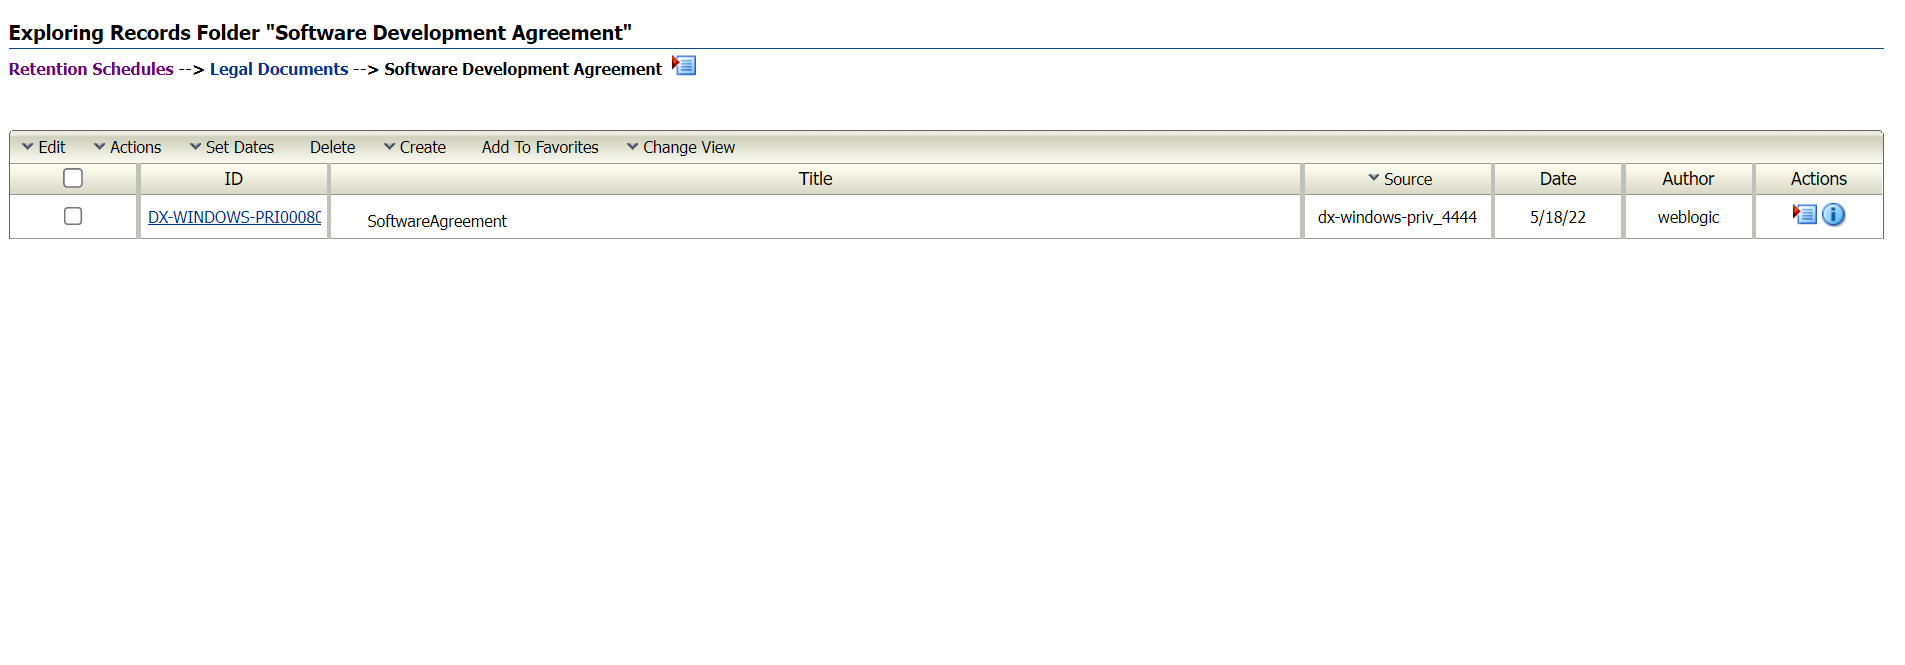 Exploring Records Folder "Software Development Agreement"
Retention Schedules --> Legal Documents --> Software Development Agreement
Edit Actions Set Dates Delete Create Add To Favorites Change View
ID Title Source Date Author Actions
DX-WINDOWS-PRI00080 SoftwareAgreement dx-windows-priv_4444 5/18/22 weblogic